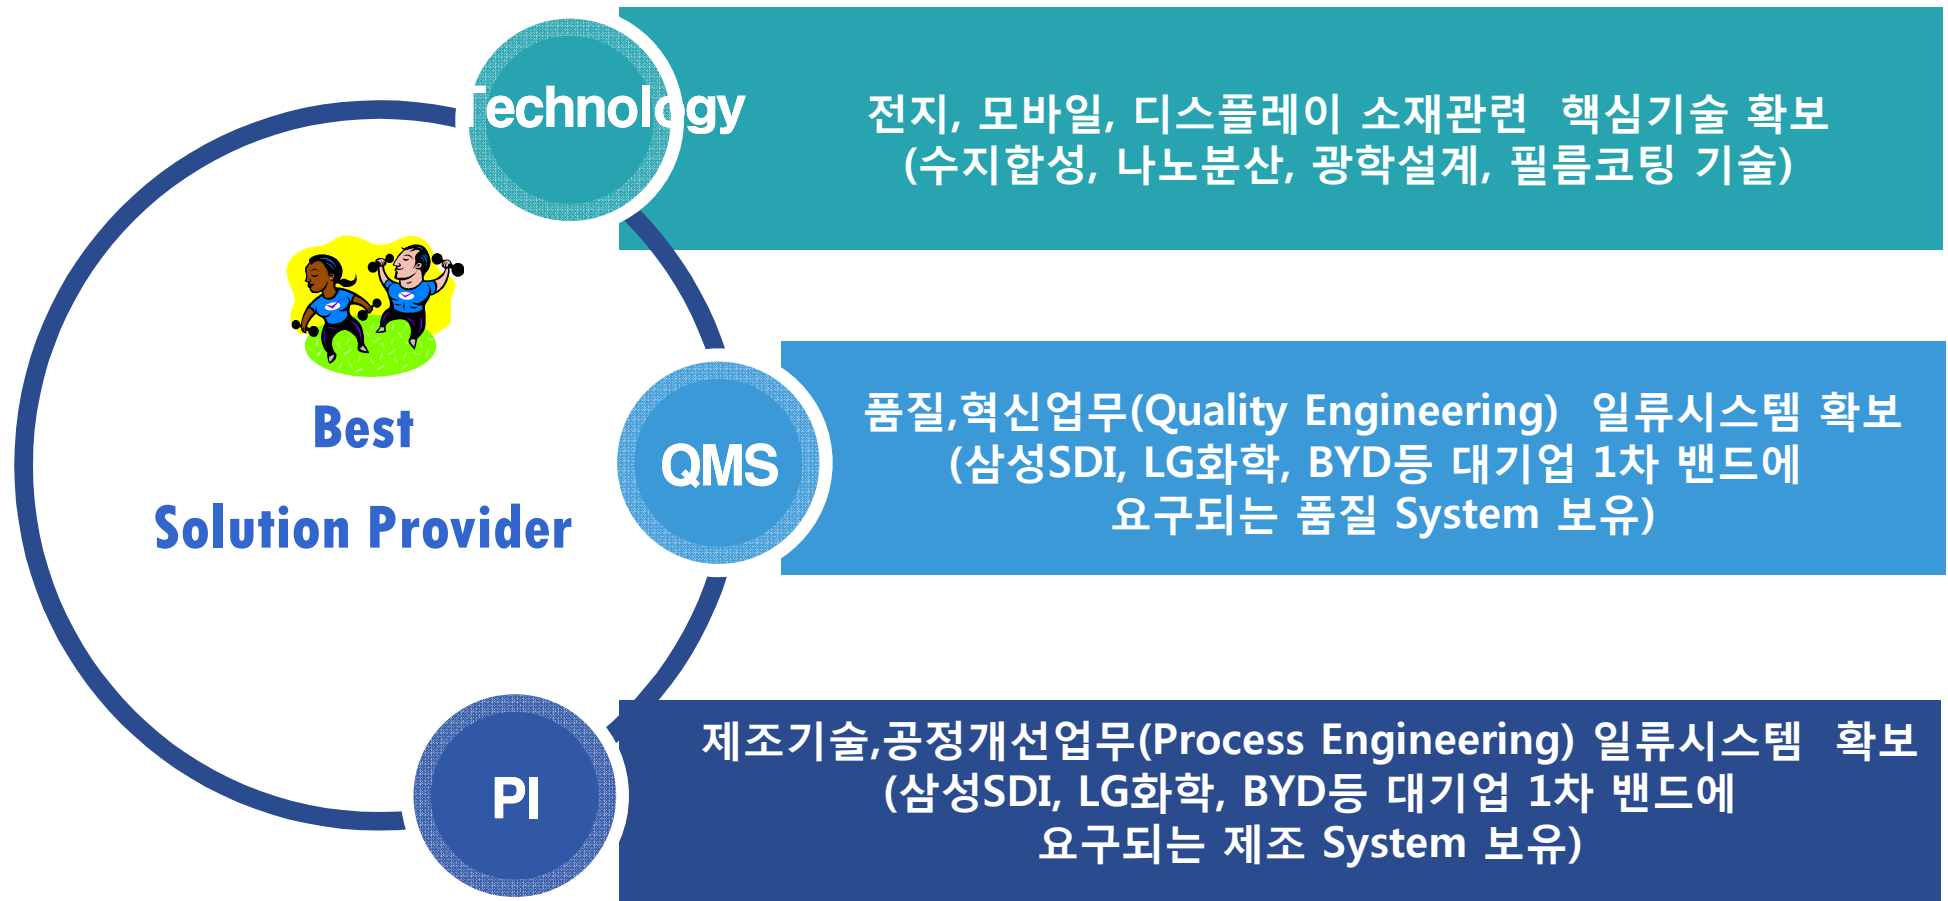 Technology
전지, 모바일, 디스플레이 소재관련 핵심기술 확보
(수지합성, 나노분산, 광학설계, 필름코팅 기술)
Best
Solution Provider
QMS
품질,혁신업무(Quality Engineering) 일류시스템 확보
(삼성SDI, LG화학, BYD등 대기업 1차 밴드에
요구되는 품질 System 보유)
PI
제조기술,공정개선업무(Process Engineering) 일류시스템 확보
(삼성SDI, LG화학, BYD등 대기업 1차 밴드에
요구되는 제조 System 보유)